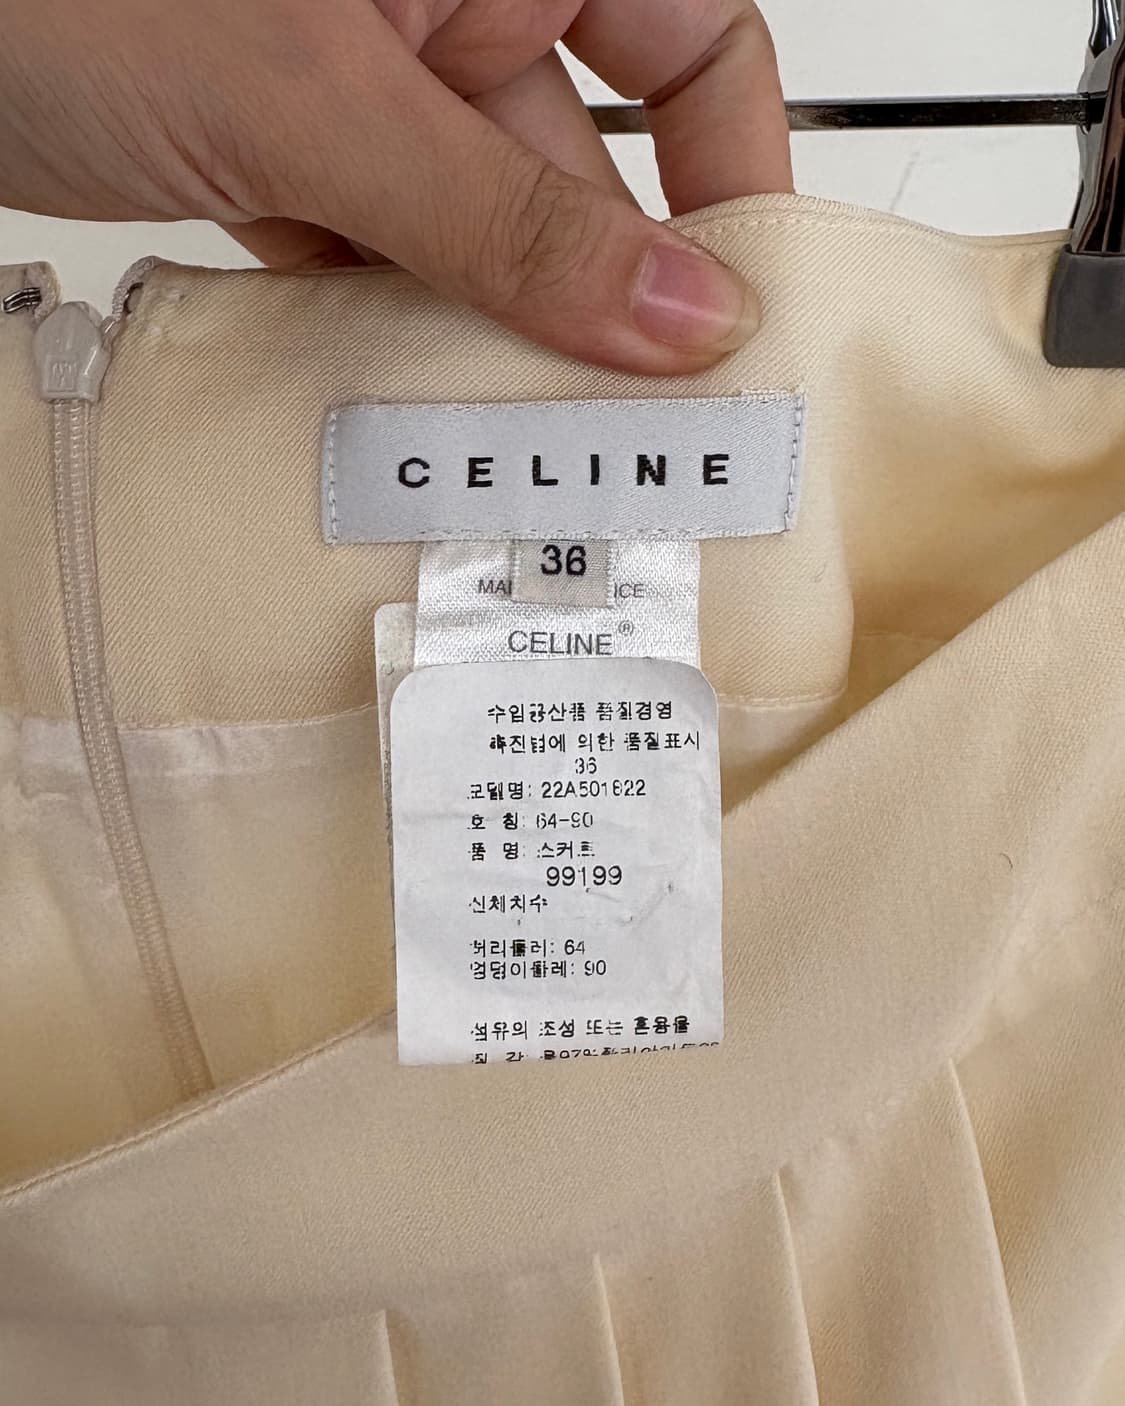 CELINE
36
MA ICE
CELINE®
수입공산품 품질경영
촉진법에 의한 품질표시
36
모델명: 22A501822
호 칭: 64-90
품 명: 스커트
99199
신체치수
허리둘레: 64
엉덩이둘레: 90
섬유의 조성 또는 혼용율